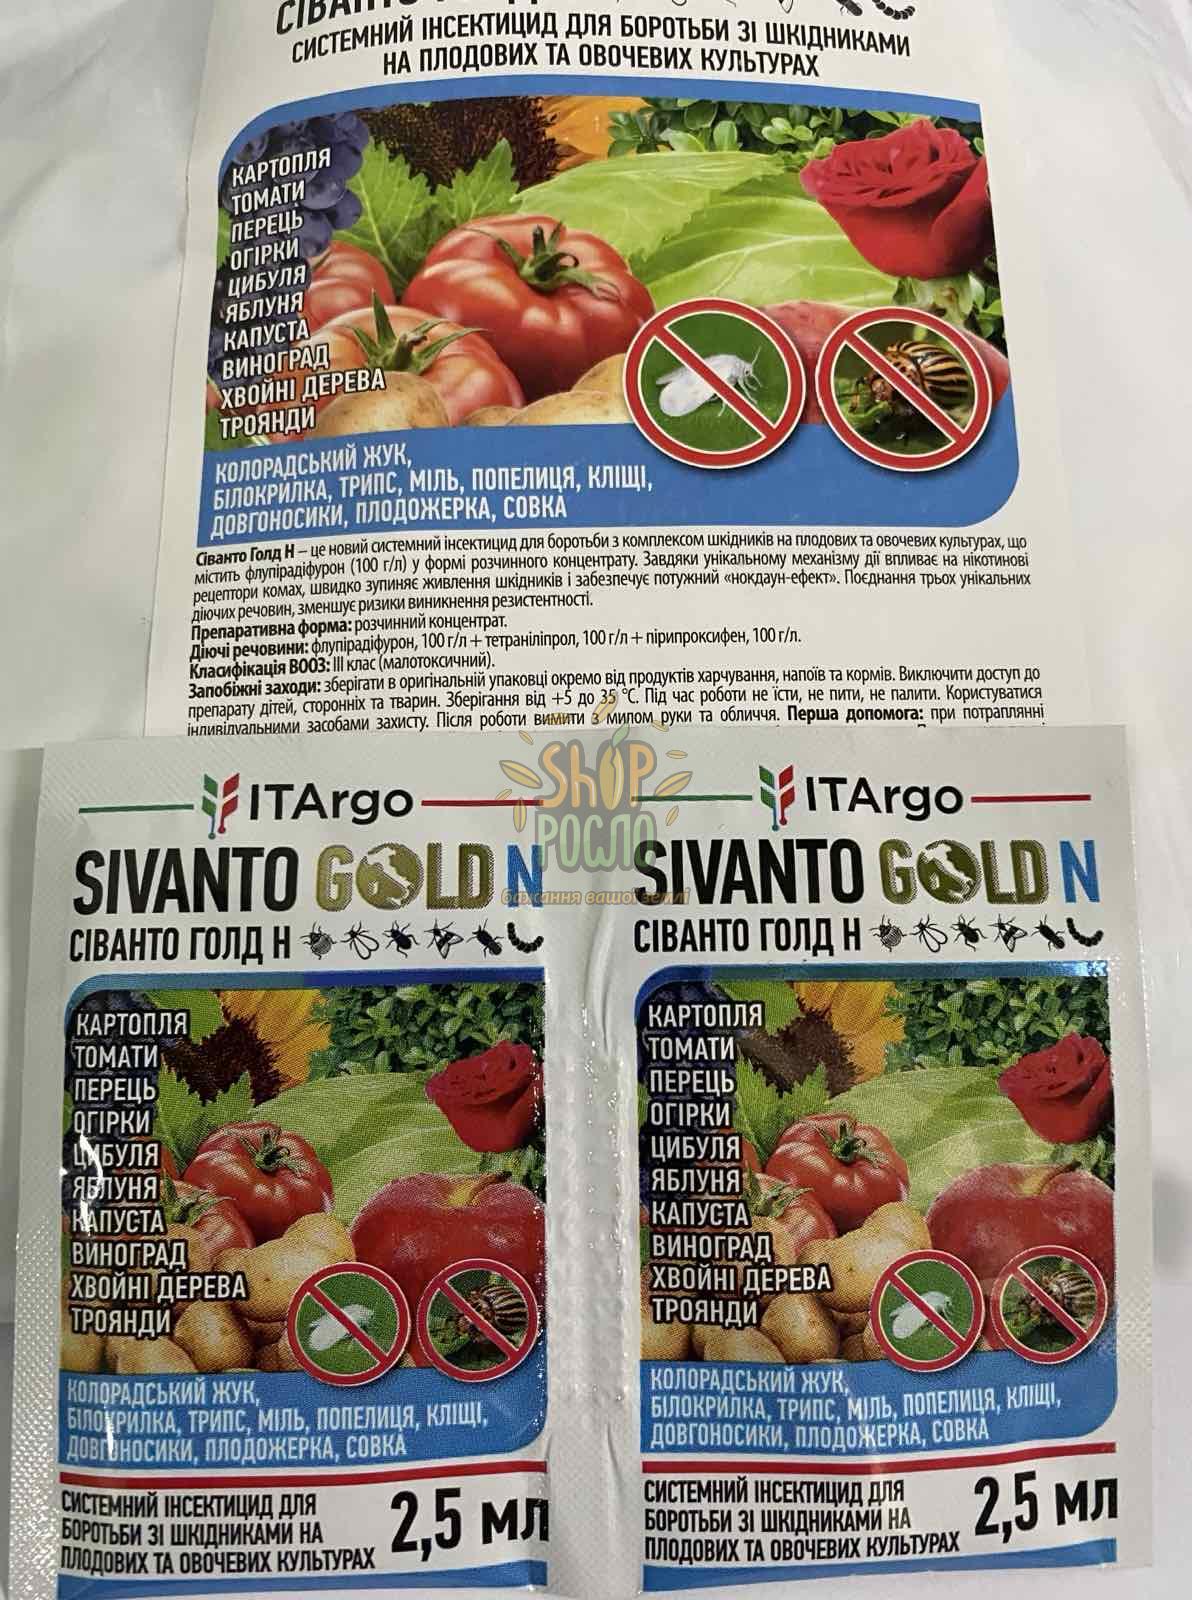 СІВАНТО
СИСТЕМНИЙ ІНСЕКТИЦИД ДЛЯ БОРОТЬБИ ЗІ ШКІДНИКАМИ
НА ПЛОДОВИХ ТА ОВОЧЕВИХ КУЛЬТУРАХ
КАРТОПЛЯ
ТОМАТИ
ПЕРЕЦЬ
ОГІРКИ
ЦИБУЛЯ
ЯБЛУНЯ
КАПУСТА
ВИНОГРАД
ХВОЙНІ ДЕРЕВА
ТРОЯНДИ
КОЛОРАДСЬКИЙ ЖУК,
БІЛОКРИЛКА, ТРИПС, МІЛЬ, ПОПЕЛИЦЯ, КЛІЩІ,
ДОВГОНОСИКИ, ПЛОДОЖЕРКА, СОВКА
Сіванто Голд Н – це новий системний інсектицид для боротьби з комплексом шкідників на плодових та овочевих культурах, що
містить флупірадіфурон (100 г/л) у формі розчинного концентрату. Завдяки унікальному механізму дії впливає на нікотинові
рецептори комах, швидко зупиняє живлення шкідників і забезпечує потужний «нокдаун-ефект». Поєднання трьох унікальних
діючих речовин, зменшує ризики виникнення резистентності.
Препаративна форма: розчинний концентрат.
Діючі речовини: флупірадіфурон, 100 г/л + тетраніліпрол, 100 г/л + пірипроксифен, 100 г/л.
Класифікація ВООЗ: III клас (малотоксичний).
Запобіжні заходи: зберігати в оригінальній упаковці окремо від продуктів харчування, напоїв та кормів. Виключити доступ до
препарату дітей, сторонніх та тварин. Зберігання від +5 до 35 °С. Під час роботи не їсти, не пити, не палити. Користуватися
індивідуальними засобами захисту. Після роботи вимити з милом руки та обличчя. Перша допомога: при потраплянні
ITArgo
SIVANTO GOLD N
СІВАНТО ГОЛД Н
КАРТОПЛЯ
ТОМАТИ
ПЕРЕЦЬ
ОГІРКИ
ЦИБУЛЯ
ЯБЛУНЯ
КАПУСТА
ВИНОГРАД
ХВОЙНІ ДЕРЕВА
ТРОЯНДИ
КОЛОРАДСЬКИЙ ЖУК,
БІЛОКРИЛКА, ТРИПС, МІЛЬ, ПОПЕЛИЦЯ, КЛІЩІ,
ДОВГОНОСИКИ, ПЛОДОЖЕРКА, СОВКА
СИСТЕМНИЙ ІНСЕКТИЦИД ДЛЯ
БОРОТЬБИ ЗІ ШКІДНИКАМИ НА
ПЛОДОВИХ ТА ОВОЧЕВИХ КУЛЬТУРАХ
2,5 мл
ITArgo
SIVANTO GOLD N
СІВАНТО ГОЛД Н
КАРТОПЛЯ
ТОМАТИ
ПЕРЕЦЬ
ОГІРКИ
ЦИБУЛЯ
ЯБЛУНЯ
КАПУСТА
ВИНОГРАД
ХВОЙНІ ДЕРЕВА
ТРОЯНДИ
КОЛОРАДСЬКИЙ ЖУК,
БІЛОКРИЛКА, ТРИПС, МІЛЬ, ПОПЕЛИЦЯ, КЛІЩІ,
ДОВГОНОСИКИ, ПЛОДОЖЕРКА, СОВКА
СИСТЕМНИЙ ІНСЕКТИЦИД ДЛЯ
БОРОТЬБИ ЗІ ШКІДНИКАМИ НА
ПЛОДОВИХ ТА ОВОЧЕВИХ КУЛЬТУРАХ
2,5 мл
SHOP
РОСЛО
бажання вашої землі